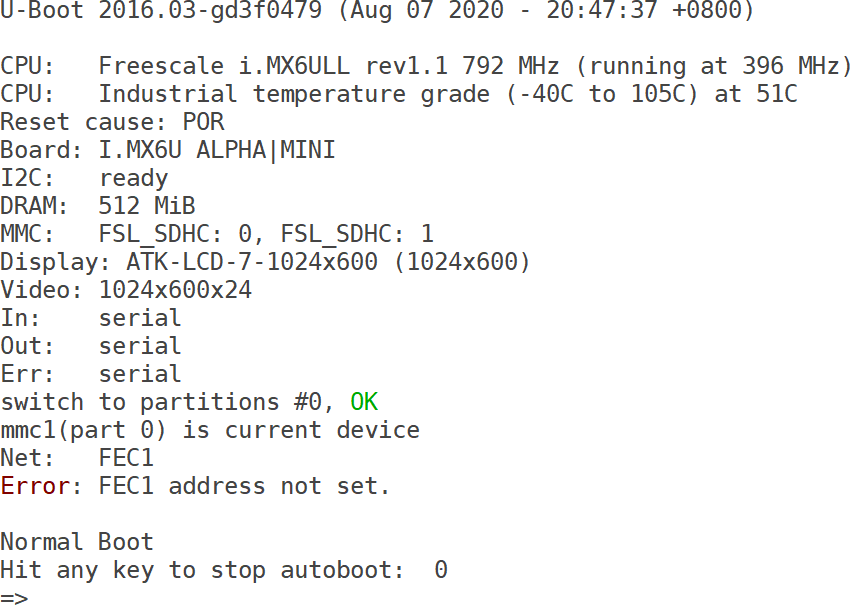 U-Boot 2016.03-gd3f0479 (Aug 07 2020 - 20:47:37 +0800)

CPU:   Freescale i.MX6ULL rev1.1 792 MHz (running at 396 MHz)
CPU:   Industrial temperature grade (-40C to 105C) at 51C
Reset cause: POR
Board: I.MX6U ALPHA|MINI
I2C:   ready
DRAM:  512 MiB
MMC:   FSL_SDHC: 0, FSL_SDHC: 1
Display: ATK-LCD-7-1024x600 (1024x600)
Video: 1024x600x24
In:    serial
Out:   serial
Err:   serial
switch to partitions #0, OK
mmc1(part 0) is current device
Net:   FEC1
Error: FEC1 address not set.

Normal Boot
Hit any key to stop autoboot:  0
=>